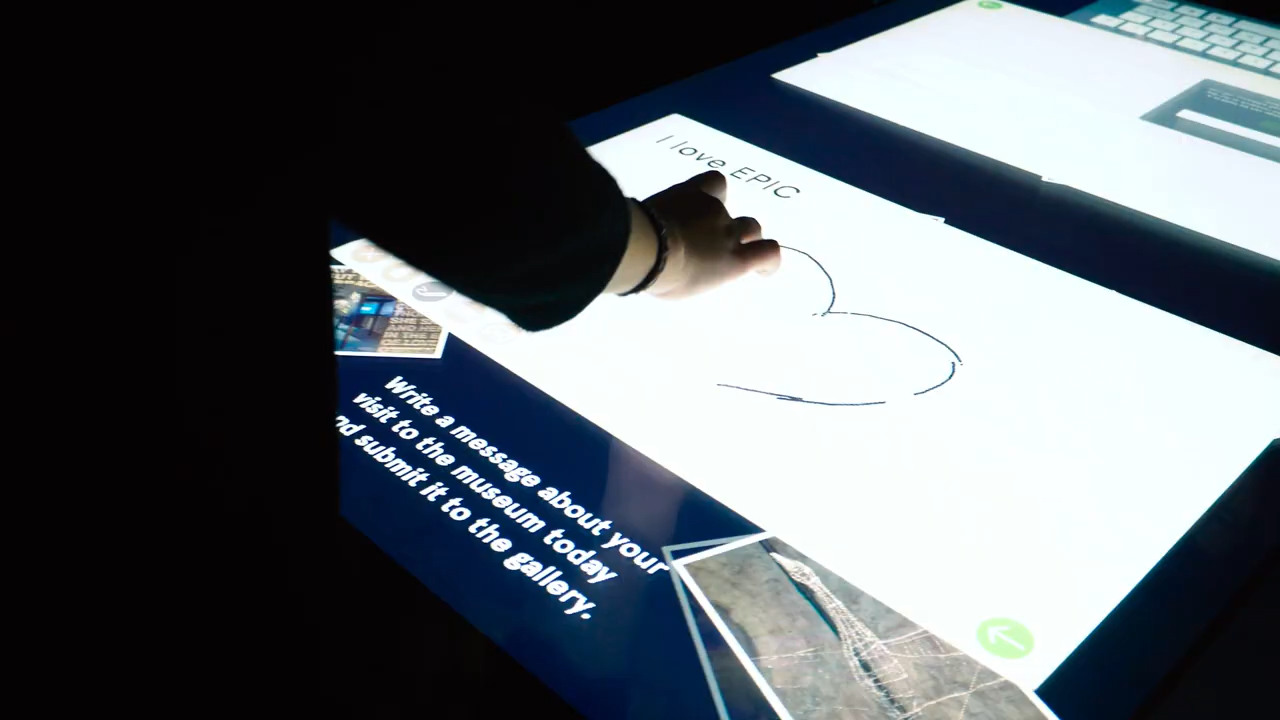 I love EPIC
Write a message about your
visit to the museum today
nd submit it to the gallery.